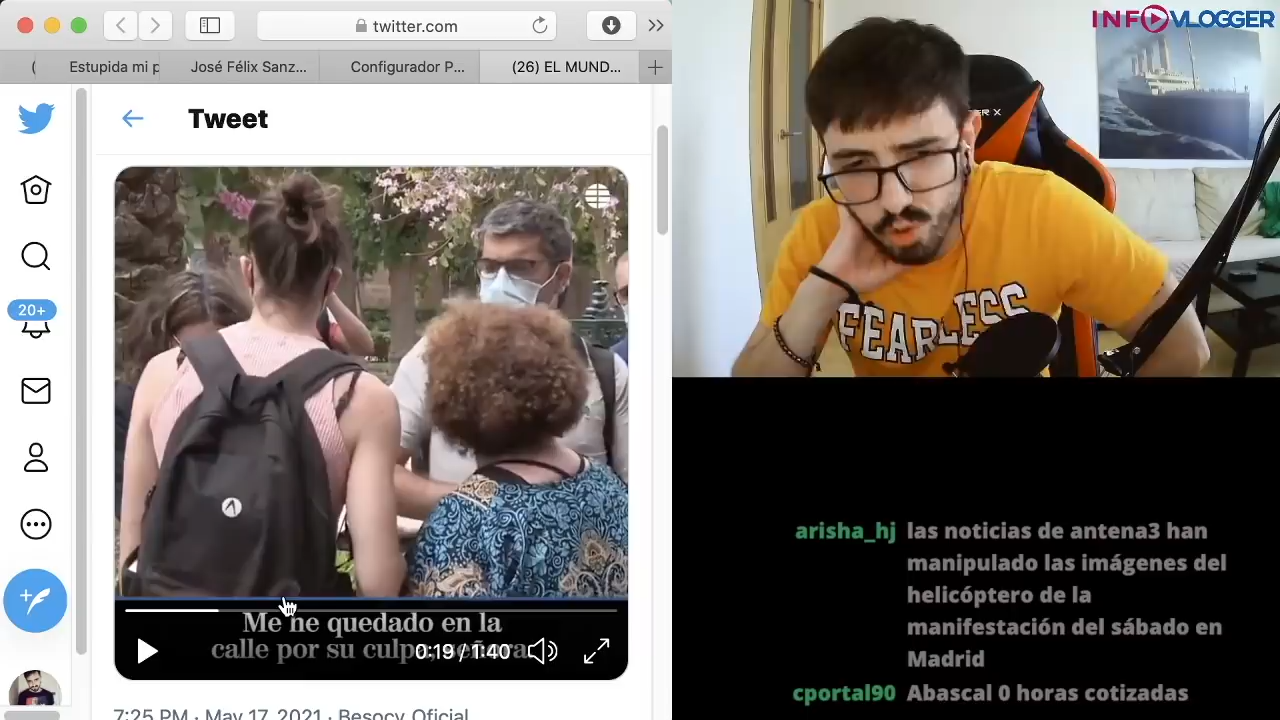 twitter.com
(
Estupida mi p
José Félix Sanz...
Configurador P...
(26) EL MUND...
Tweet
20+
Me he quedado en la
calle por su culpa, señora
0:19 / 1:40
7:25 PM · May 17, 2021 · Besocy Oficial
INFOVLOGGER
ER X
FEARLESS
arisha_hj las noticias de antena3 han
manipulado las imágenes del
helicóptero de la
manifestación del sábado en
Madrid
cportal90 Abascal 0 horas cotizadas